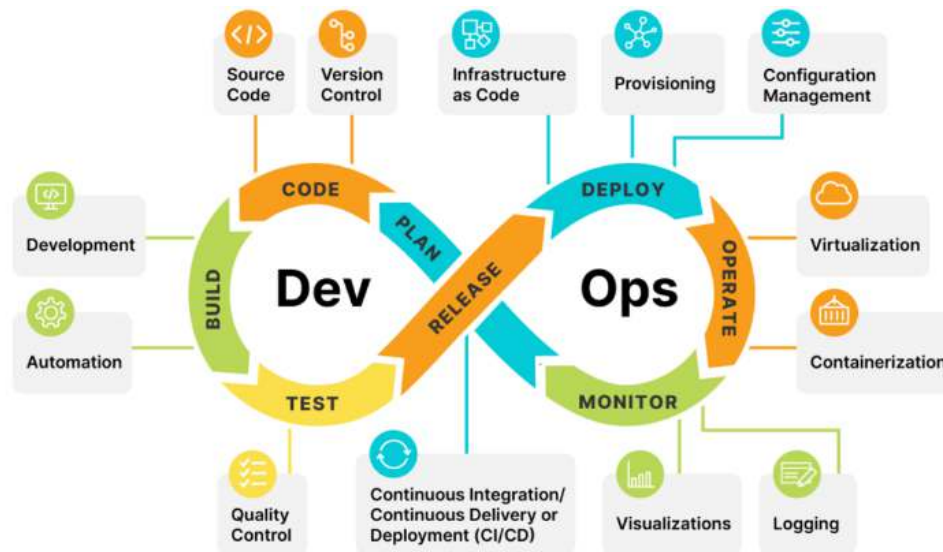 Source
Code
Version
Control
Infrastructure
as Code
Provisioning
Configuration
Management
CODE
DEPLOY
PLAN
Development
Virtualization
BUILD
Dev
RELEASE
Ops
OPERATE
Automation
Containerization
TEST
MONITOR
Quality
Control
Continuous Integration/
Continuous Delivery or
Deployment (CI/CD)
Visualizations
Logging